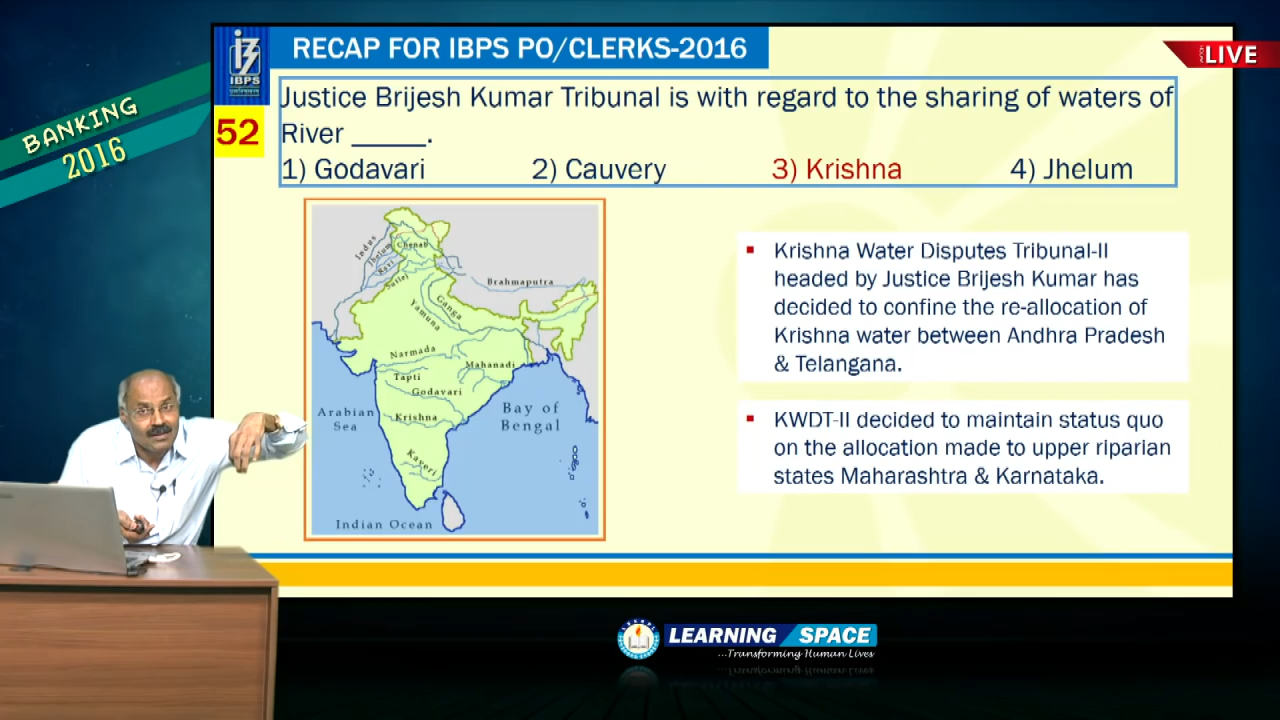 IBPS
RECAP FOR IBPS PO/CLERKS-2016
LIVE
BANKING
2016
52
Justice Brijesh Kumar Tribunal is with regard to the sharing of waters of
River _____.
1) Godavari 2) Cauvery 3) Krishna 4) Jhelum
Indus
Jhelum
Chenab
Ravi
Sutlej
Brahmaputra
Ganga
Yamuna
Narmada
Mahanadi
Tapti
Godavari
Krishna
Kaveri
Arabian
Sea
Bay of
Bengal
Indian Ocean
▪ Krishna Water Disputes Tribunal-II
headed by Justice Brijesh Kumar has
decided to confine the re-allocation of
Krishna water between Andhra Pradesh
& Telangana.
▪ KWDT-II decided to maintain status quo
on the allocation made to upper riparian
states Maharashtra & Karnataka.
LEARNING SPACE
...Transforming Human Lives